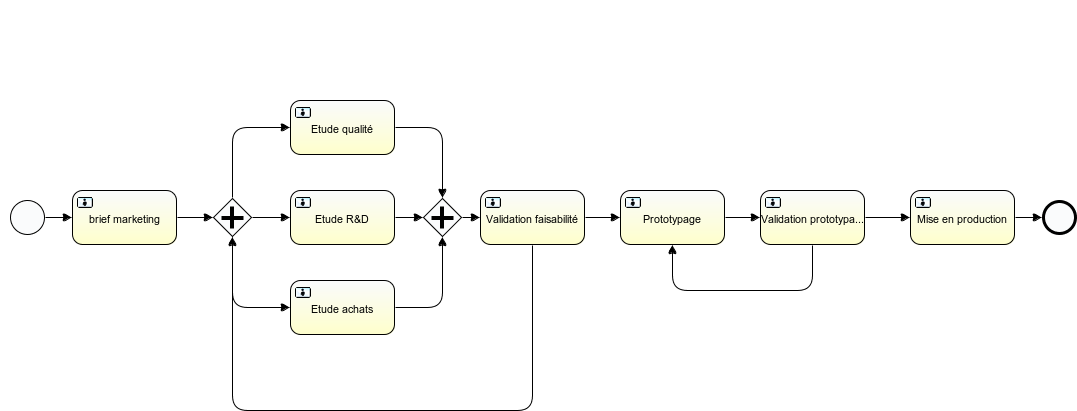 Etude qualité
brief marketing
Etude R&D
Validation faisabilité
Prototypage
Validation prototypa...
Mise en production
Etude achats